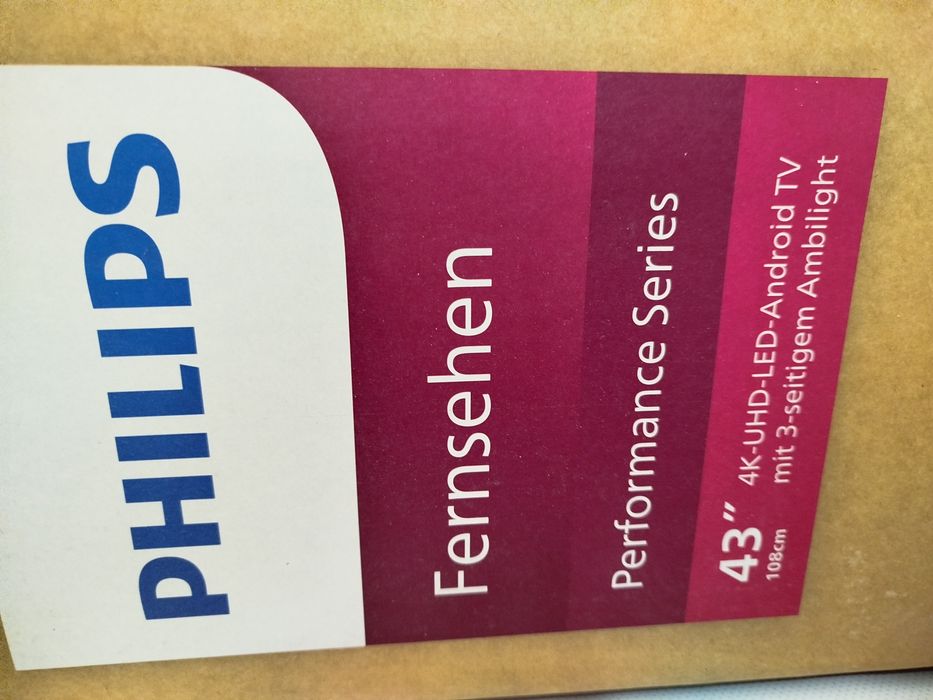 PHILIPS
Fernsehen
Performance Series
43” 4K-UHD-LED-Android TV
108cm mit 3-seitigem Ambilight